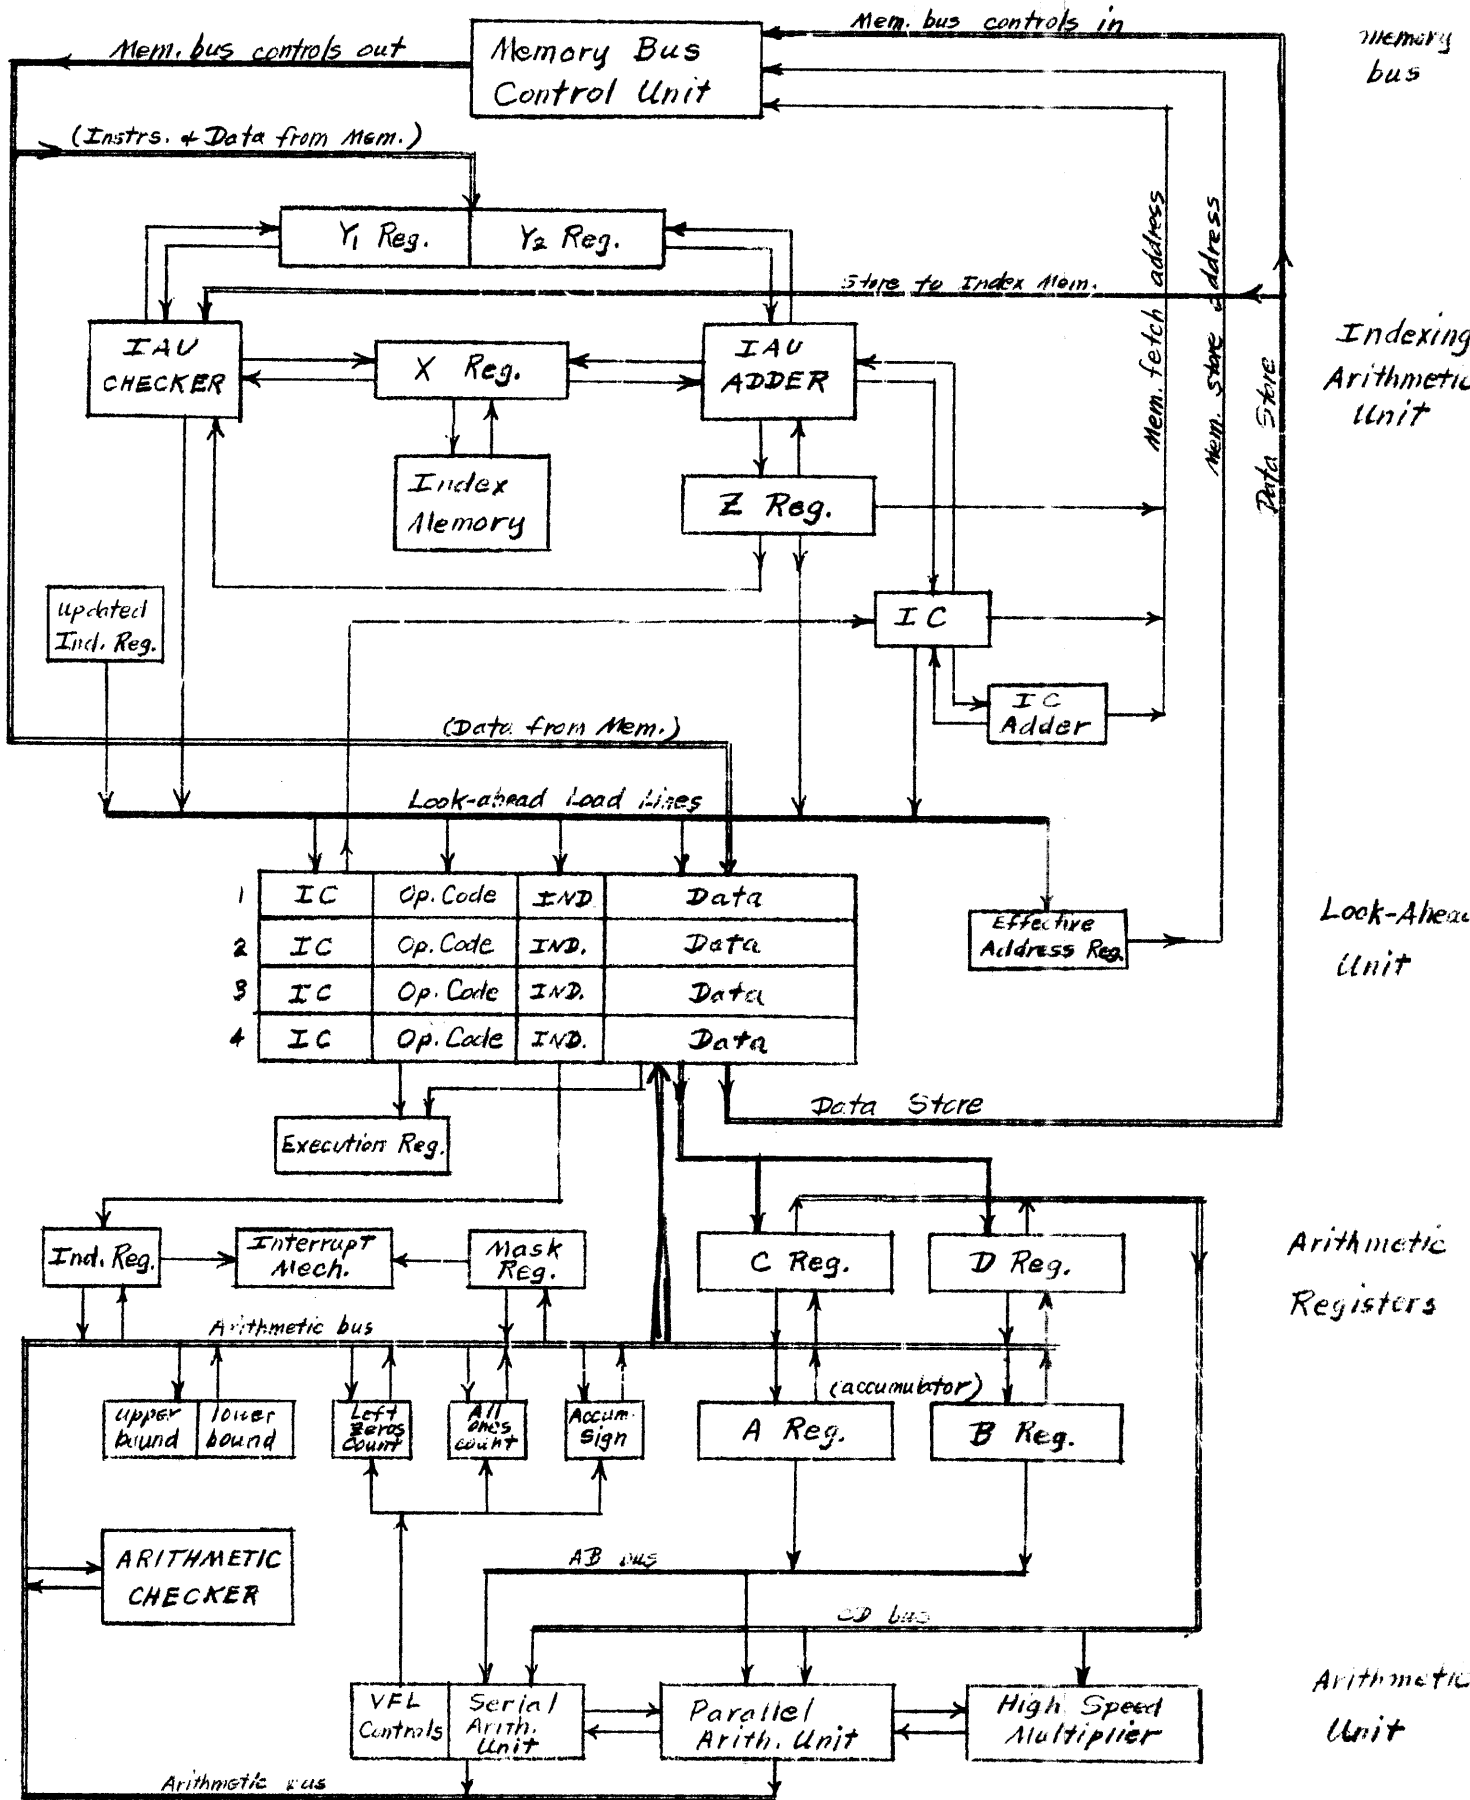 Mem. bus controls in
Mem. bus controls out
Memory Bus
Control Unit
memory
bus
(Instrs. & Data from Mem.)
Y1 Reg.
Y2 Reg.
Mem. fetch address
Mem. store address
Data Store
Store to Index Mem.
IAU
CHECKER
X Reg.
IAU
ADDER
Indexing
Arithmetic
Unit
Index
Memory
Z Reg.
Updated
Ind. Reg.
IC
IC
Adder
(Data from Mem.)
Look-ahead Load Lines
1 IC Op. Code IND Data
2 IC Op. Code IND. Data
3 IC Op. Code IND. Data
4 IC Op. Code IND. Data
Effective
Address Reg.
Look-Ahead
Unit
Data Store
Execution Reg.
Ind. Reg.
Interrupt
Mech.
Mask
Reg.
C Reg.
D Reg.
Arithmetic
Registers
Arithmetic bus
(accumulator)
upper
bound
lower
bound
Left
Zeros
Count
All
ones
count
Accum.
Sign
A Reg.
B Reg.
ARITHMETIC
CHECKER
AB bus
CD bus
VFL
Controls
Serial
Arith.
Unit
Parallel
Arith. Unit
High Speed
Multiplier
Arithmetic
Unit
Arithmetic bus